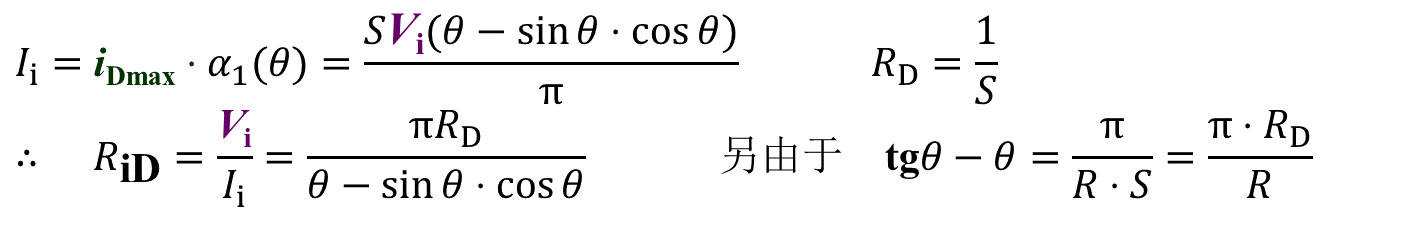 I_i = i_Dmax · α_1(θ) = SV_i(θ − sin θ · cos θ) / π    R_D = 1/S
∴ R_iD = V_i/I_i = πR_D / (θ − sin θ · cos θ)    另由于 tgθ − θ = π/(R · S) = (π · R_D)/R